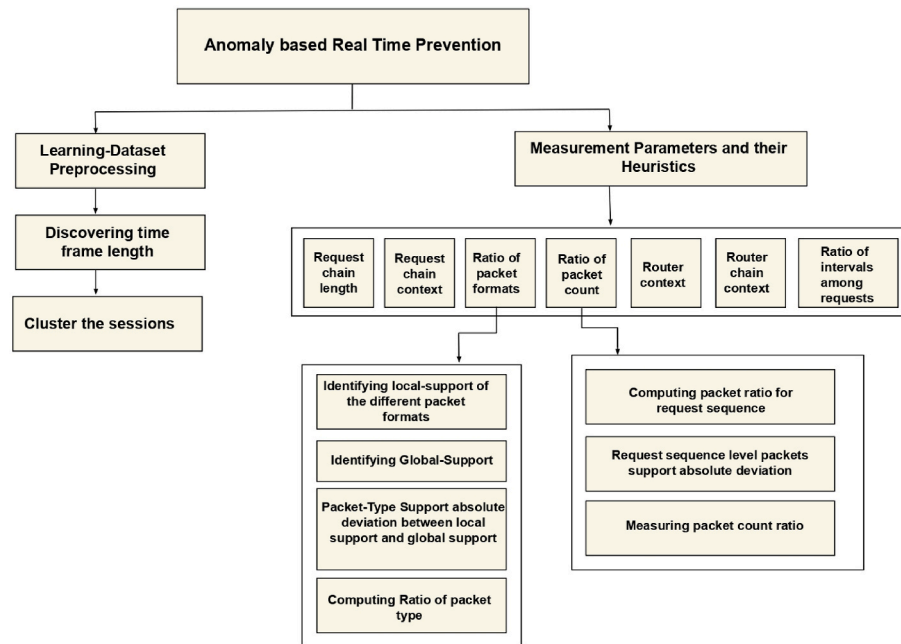 Anomaly based Real Time Prevention
Learning-Dataset
Preprocessing
Discovering time
frame length
Cluster the sessions
Measurement Parameters and their
Heuristics
Request
chain
length
Request
chain
context
Ratio of
packet
formats
Ratio of
packet
count
Router
context
Router
chain
context
Ratio of
intervals
among
requests
Identifying local-support of
the different packet
formats
Identifying Global-Support
Packet-Type Support absolute
deviation between local
support and global support
Computing Ratio of packet
type
Computing packet ratio for
request sequence
Request sequence level packets
support absolute deviation
Measuring packet count ratio